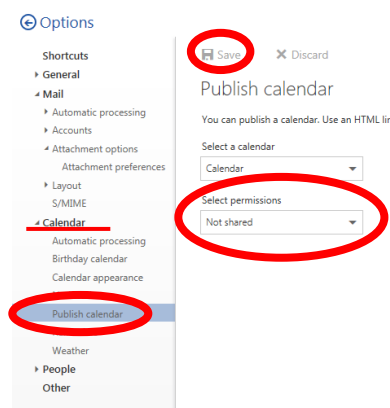 Options
Shortcuts
General
Mail
Automatic processing
Accounts
Attachment options
Attachment preferences
Layout
S/MIME
Calendar
Automatic processing
Birthday calendar
Calendar appearance
Publish calendar
Weather
People
Other
Save Discard
Publish calendar
You can publish a calendar. Use an HTML
Select a calendar
Calendar
Select permissions
Not shared